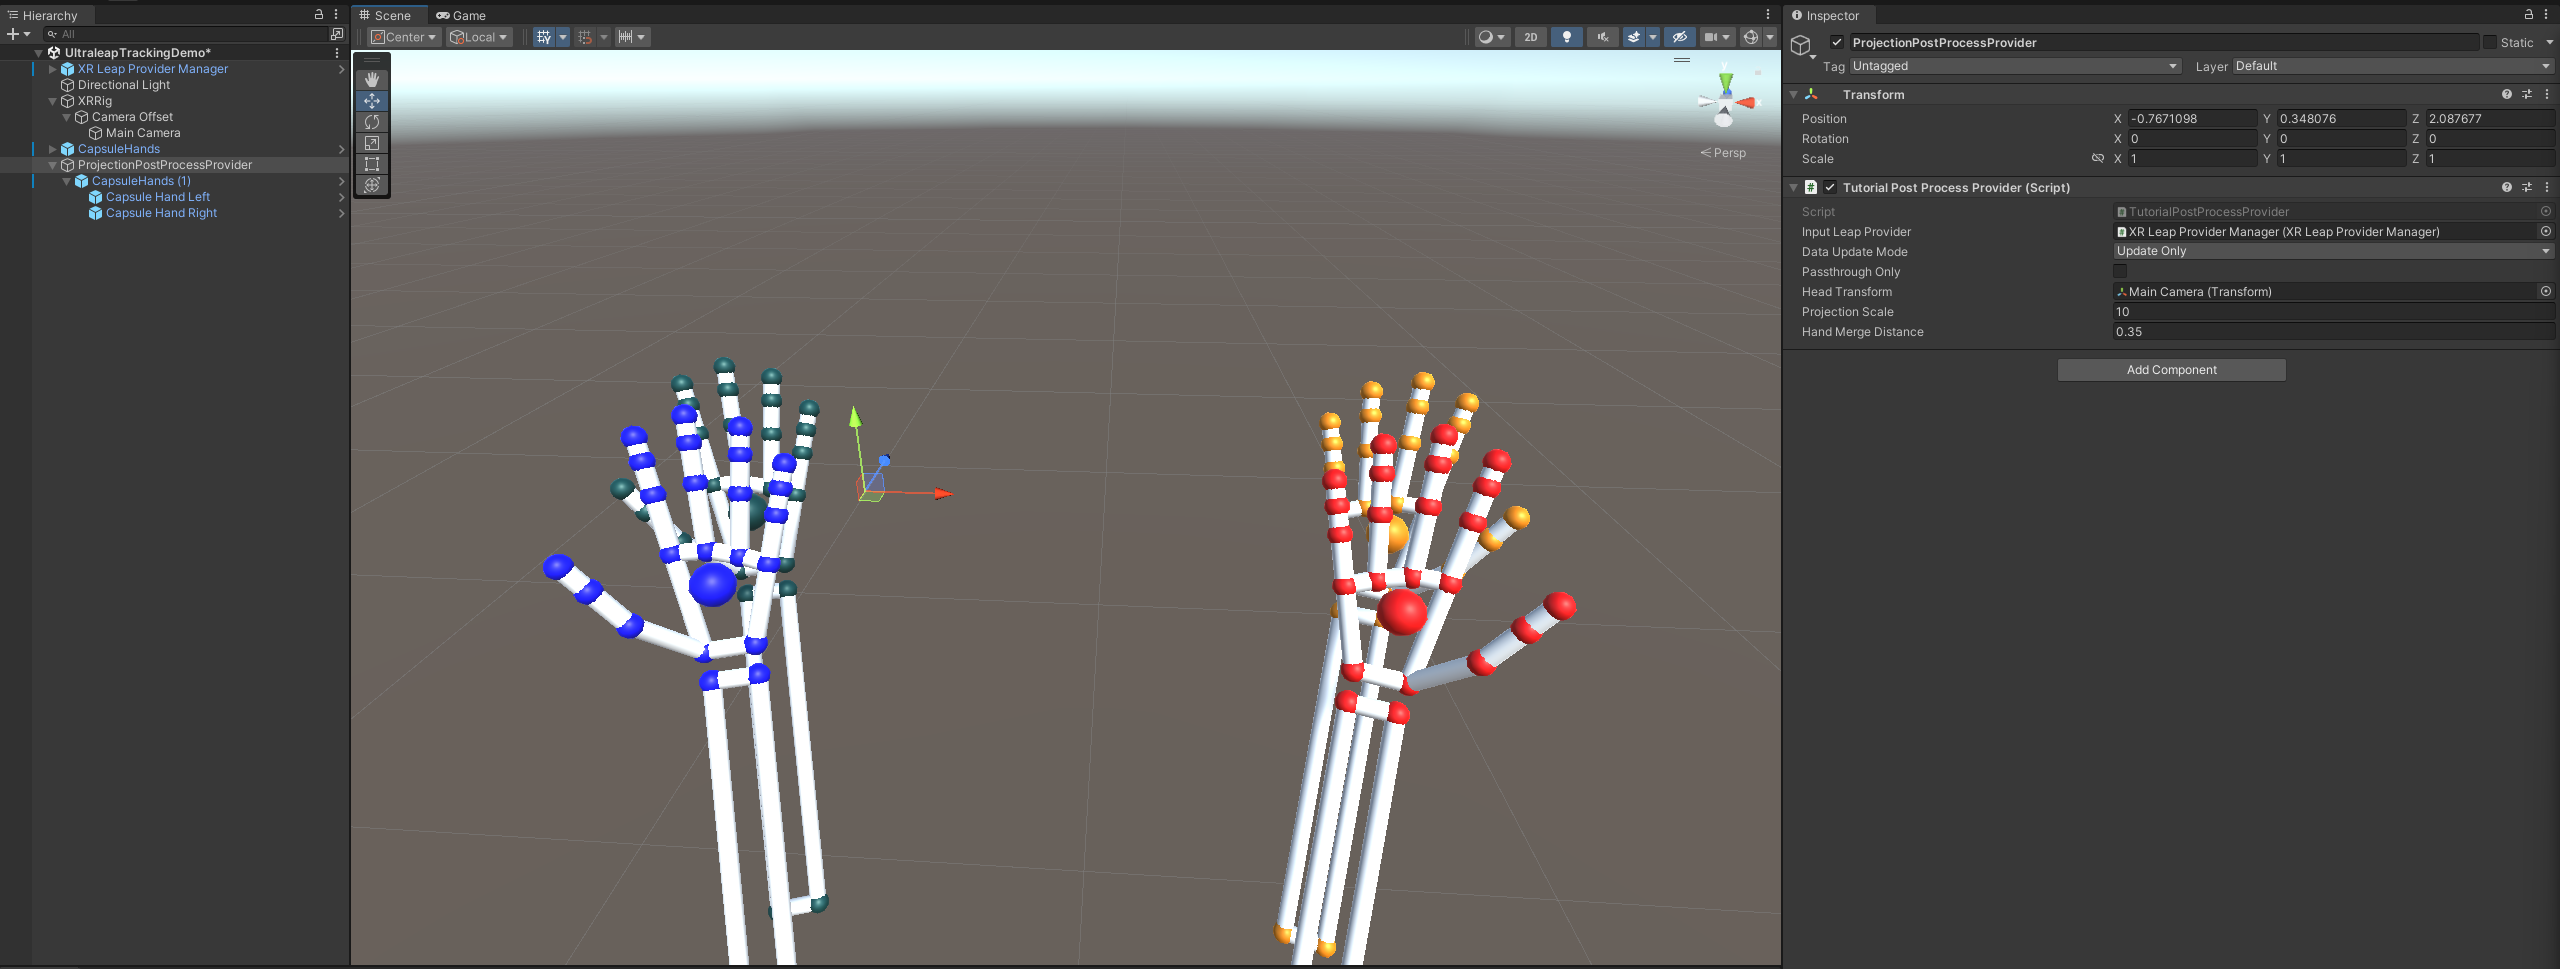 Hierarchy
All
UltraleapTrackingDemo*
XR Leap Provider Manager
Directional Light
XRRig
Camera Offset
Main Camera
CapsuleHands
ProjectionPostProcessProvider
CapsuleHands (1)
Capsule Hand Left
Capsule Hand Right
Scene Game
Center Local 2D
y
x
Persp
Inspector
ProjectionPostProcessProvider Static
Tag Untagged Layer Default
Transform
Position X -0.7671098 Y 0.348076 Z 2.087677
Rotation X 0 Y 0 Z 0
Scale X 1 Y 1 Z 1
# Tutorial Post Process Provider (Script)
Script TutorialPostProcessProvider
Input Leap Provider XR Leap Provider Manager (XR Leap Provider Manager)
Data Update Mode Update Only
Passthrough Only
Head Transform Main Camera (Transform)
Projection Scale 10
Hand Merge Distance 0.35
Add Component